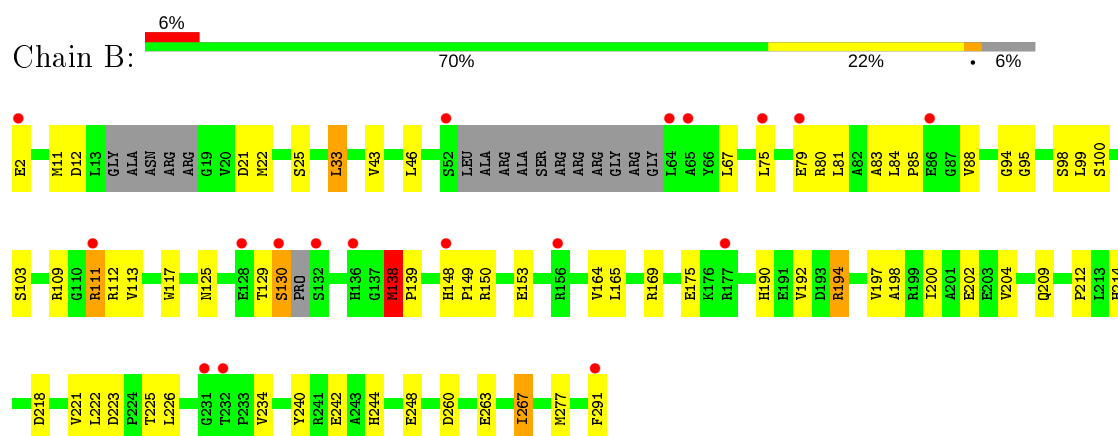 6%
Chain B:
70% 22% • 6%
E2 M11 D12 L13 GLY ALA ASN ARG ARG G19 V20 D21 M22 S25 L33 V43 L46 S52 LEU ALA ARG ALA SER ARG ARG ARG GLY ARG GLY L64 A65 Y66 L67 L75 E79 R80 L81 A82 A83 L84 P85 E86 G87 V88 G94 G95 S98 L99 S100
S103 R109 G110 R111 R112 V113 W117 N125 E128 T129 S130 PRO S132 H136 G137 M138 P139 H148 P149 R150 E153 R156 V164 L165 R169 E175 K176 R177 H190 E191 V192 D193 R194 V197 A198 R199 I200 A201 E202 E203 V204 Q209 P212 L213
D218 V221 L222 D223 P224 T225 L226 G231 T232 P233 V234 Y240 R241 E242 A243 H244 E248 D260 E263 I267 M277 F291